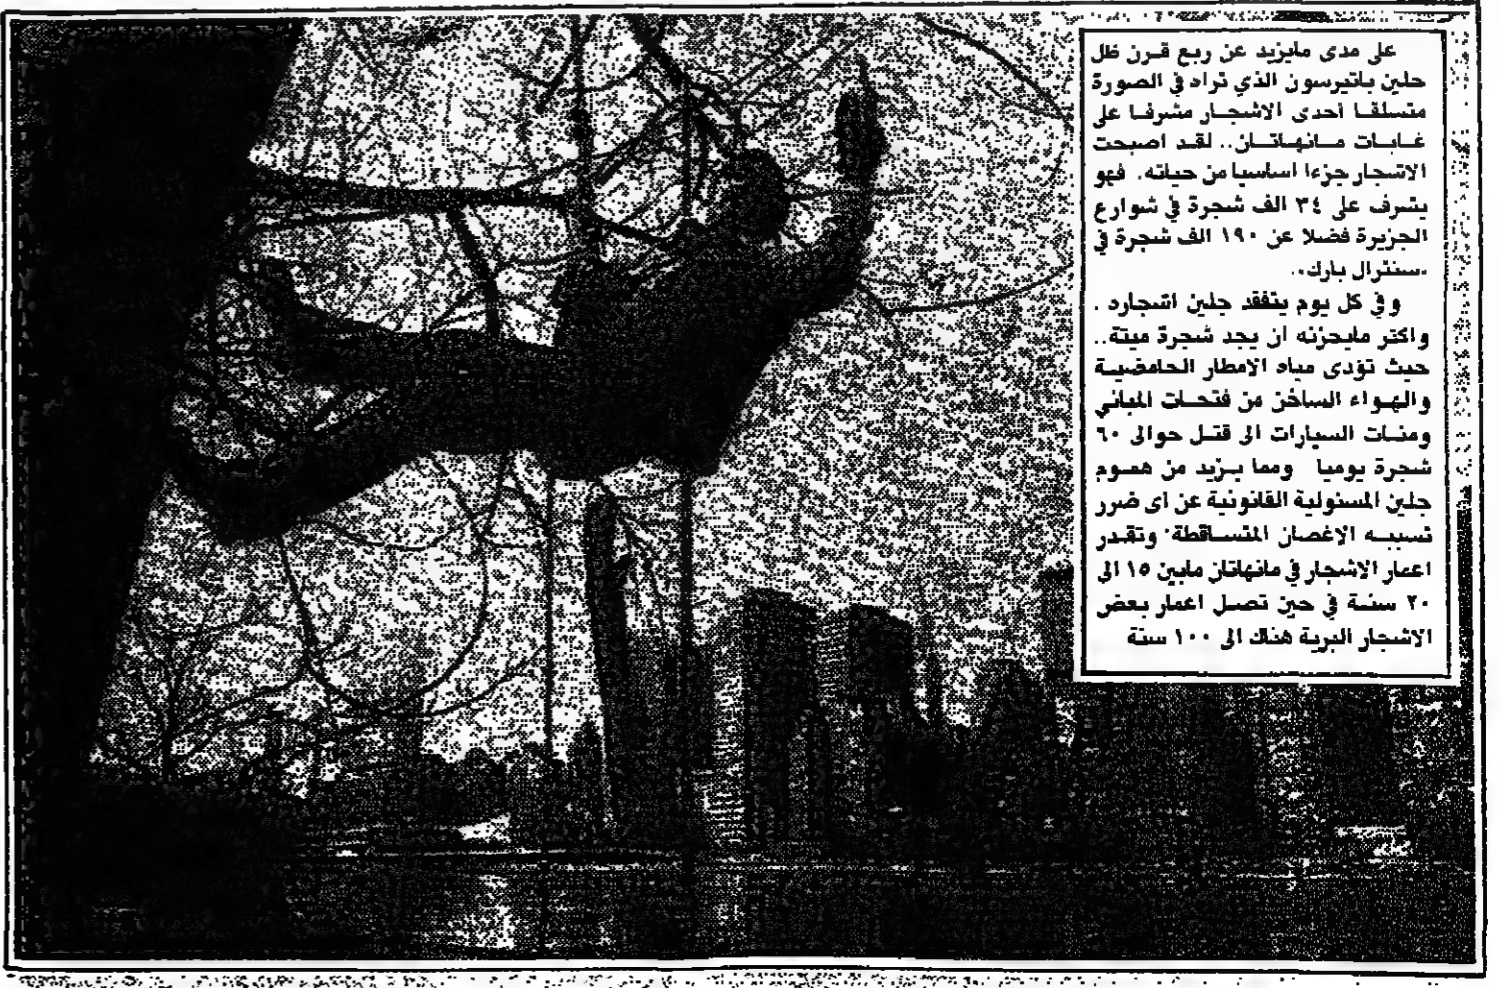 على مدى مايزيد عن ربع قرن ظل
جلين باتيرسون الذي تراه في الصورة
متسلقا احدى الاشجار مشرفا على
غابات مانهاتان.. لقد اصبحت
الاشجار جزءا اساسيا من حياته. فهو
يشرف على ٣٤ الف شجرة في شوارع
الجزيرة فضلا عن ١٩٠ الف شجرة في
.سنترال بارك..
وفي كل يوم يتفقد جلين اشجاره .
واكثر مايحزنه ان يجد شجرة ميتة..
حيث تؤدى مياه الامطار الحامضية
والهواء الساخن من فتحات المباني
ومئات السيارات الى قتل حوالى ٦٠
شجرة يوميا ومما يزيد من هموم
جلين المسئولية القانونية عن اى ضرر
تسببه الاغصان المتساقطة. وتقدر
اعمار الاشجار في مانهاتان مابين ١٥ الى
٢٠ سنة في حين تصل اعمار بعض
الاشجار البرية هناك الى ١٠٠ سنة